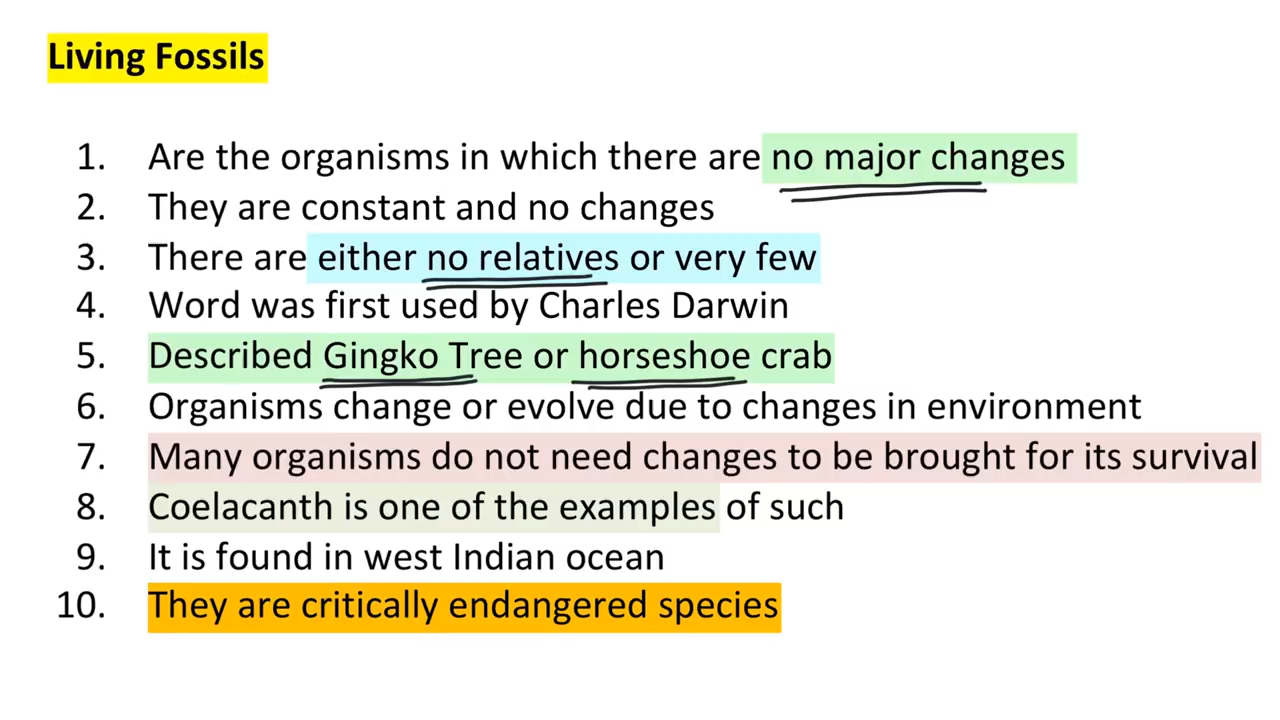 Living Fossils
1. Are the organisms in which there are no major changes
2. They are constant and no changes
3. There are either no relatives or very few
4. Word was first used by Charles Darwin
5. Described Gingko Tree or horseshoe crab
6. Organisms change or evolve due to changes in environment
7. Many organisms do not need changes to be brought for its survival
8. Coelacanth is one of the examples of such
9. It is found in west Indian ocean
10. They are critically endangered species